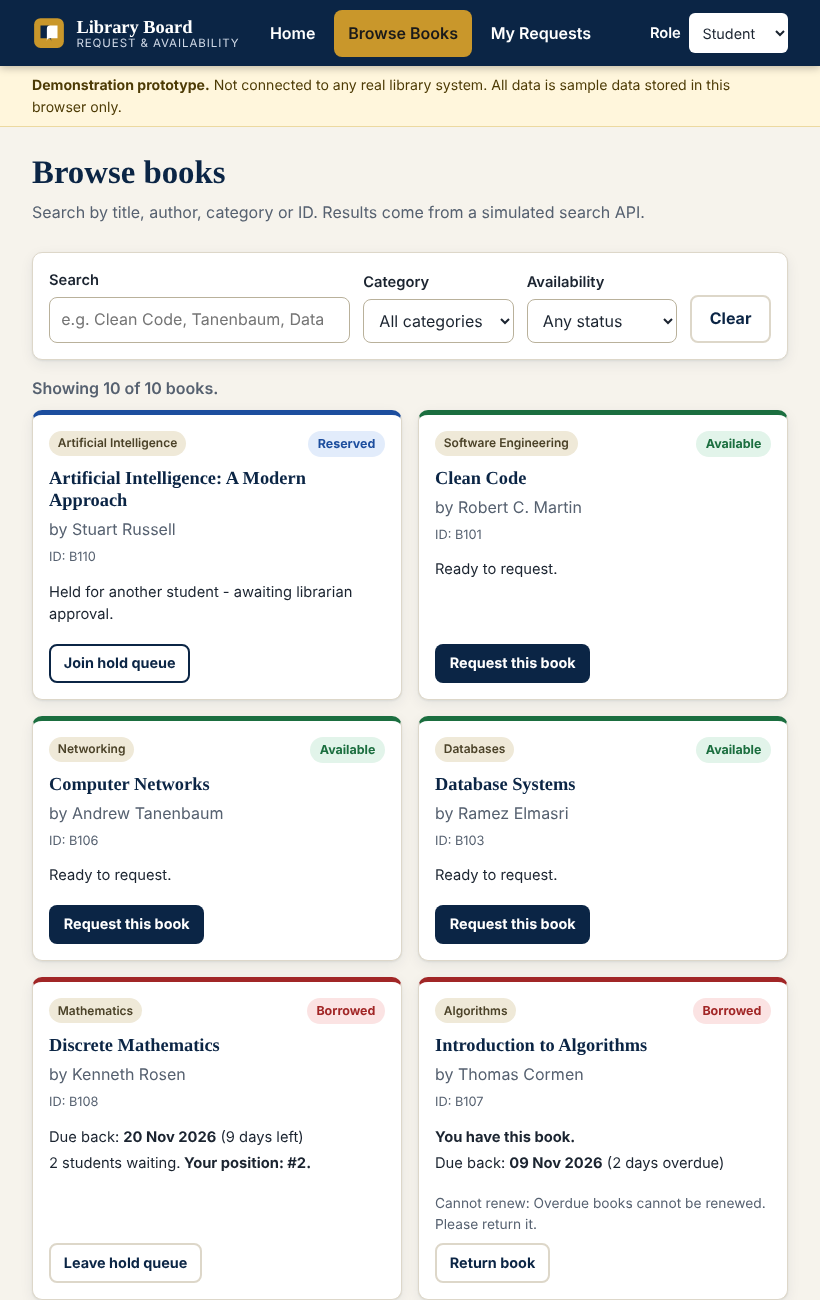 Library Board
REQUEST & AVAILABILITY
Home
Browse Books
My Requests
Role
Student
Demonstration prototype. Not connected to any real library system. All data is sample data stored in this
browser only.
Browse books
Search by title, author, category or ID. Results come from a simulated search API.
Search
Category
Availability
e.g. Clean Code, Tanenbaum, Data
All categories
Any status
Clear
Showing 10 of 10 books.
Artificial Intelligence
Reserved
Artificial Intelligence: A Modern
Approach
by Stuart Russell
ID: B110
Held for another student - awaiting librarian
approval.
Join hold queue
Software Engineering
Available
Clean Code
by Robert C. Martin
ID: B101
Ready to request.
Request this book
Networking
Available
Computer Networks
by Andrew Tanenbaum
ID: B106
Ready to request.
Request this book
Databases
Available
Database Systems
by Ramez Elmasri
ID: B103
Ready to request.
Request this book
Mathematics
Borrowed
Discrete Mathematics
by Kenneth Rosen
ID: B108
Due back: 20 Nov 2026 (9 days left)
2 students waiting. Your position: #2.
Leave hold queue
Algorithms
Borrowed
Introduction to Algorithms
by Thomas Cormen
ID: B107
You have this book.
Due back: 09 Nov 2026 (2 days overdue)
Cannot renew: Overdue books cannot be renewed.
Please return it.
Return book